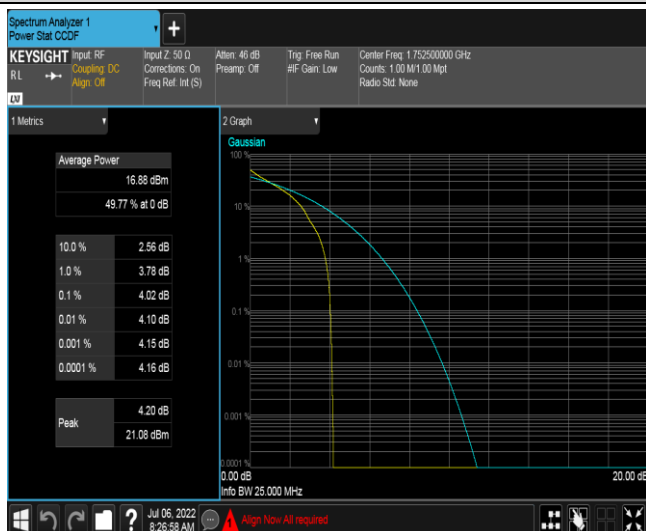 Spectrum Analyzer 1
Power Stat CCDF
+
KEYSIGHT Input: RF Input Z: 50 Ω Atten: 46 dB Trig: Free Run Center Freq: 1.752500000 GHz
RL Coupling: DC Corrections: On Preamp: Off #IF Gain: Low Counts: 1.00 M/1.00 Mpt
Align: Off Freq Ref: Int (S) Radio Std: None
LXI
1 Metrics 2 Graph
Gaussian
Average Power
16.88 dBm
49.77 % at 0 dB
10.0 % 2.56 dB
1.0 % 3.78 dB
0.1 % 4.02 dB
0.01 % 4.10 dB
0.001 % 4.15 dB
0.0001 % 4.16 dB
Peak 4.20 dB
21.08 dBm
100 %
10 %
1 %
0.1 %
0.01 %
0.001 %
0.0001 %
0.00 dB 20.00 dB
Info BW 25.000 MHz
? Jul 06, 2022
8:26:58 AM
Align Now All required